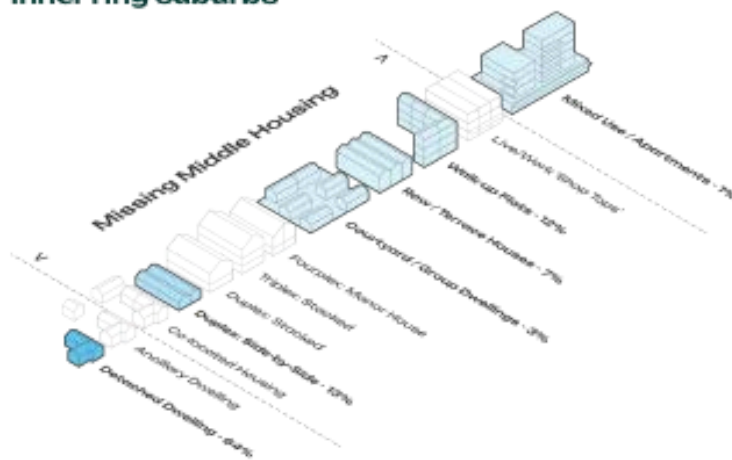 Inner ring suburbs
Missing Middle Housing
Mixed Use / Apartments - 7%
Live/Work 'Shop Tops'
Walk-up Flats - 12%
Row / Terrace Houses - 7%
Courtyard / Group Dwellings - 3%
Fourplex: Manor House
Triplex: Stacked
Duplex: Stacked
Duplex: Side-by-Side - 13%
Co-located Housing
Ancillary Dwelling
Detached Dwelling - 64%